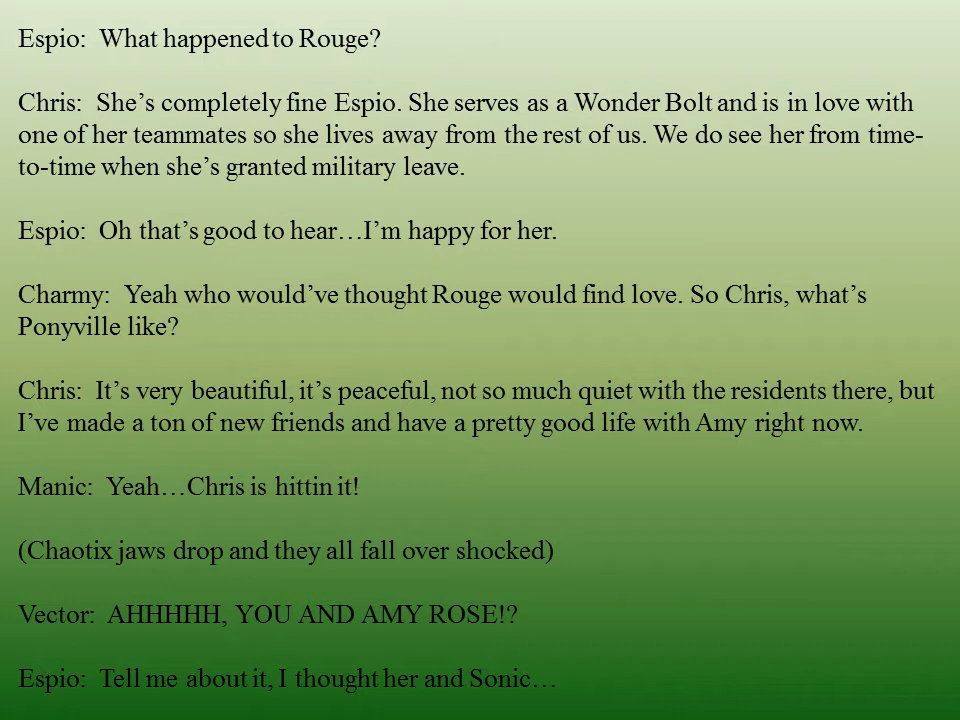 Espio:  What happened to Rouge?
Chris:  She's completely fine Espio. She serves as a Wonder Bolt and is in love with
one of her teammates so she lives away from the rest of us. We do see her from time-
to-time when she's granted military leave.
Espio:  Oh that's good to hear…I'm happy for her.
Charmy:  Yeah who would've thought Rouge would find love. So Chris, what's
Ponyville like?
Chris:  It's very beautiful, it's peaceful, not so much quiet with the residents there, but
I've made a ton of new friends and have a pretty good life with Amy right now.
Manic:  Yeah…Chris is hittin it!
(Chaotix jaws drop and they all fall over shocked)
Vector:  AHHHHH, YOU AND AMY ROSE!?
Espio:  Tell me about it, I thought her and Sonic…